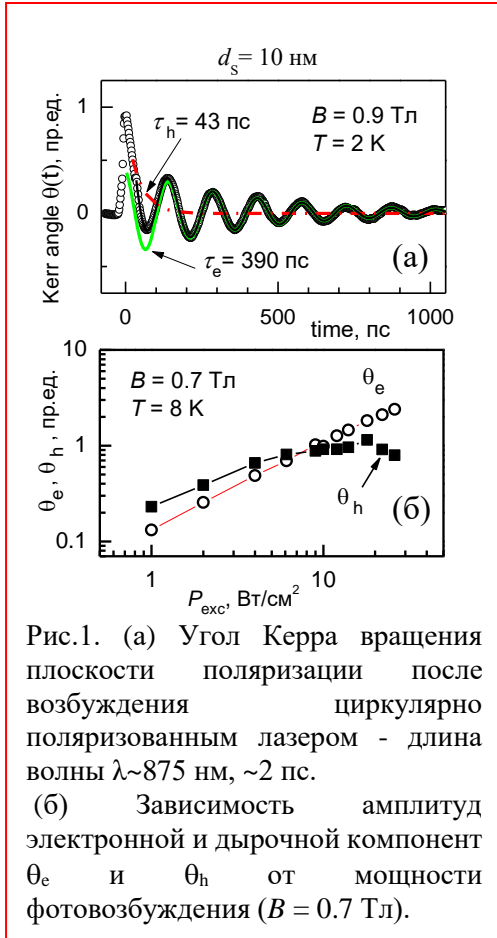 d_S = 10 нм
B = 0.9 Тл
T = 2 K
τ_h = 43 пс
τ_e = 390 пс
(а)
Kerr angle θ(t), пр.ед.
1
0
0 500 1000
time, пс
10
1
0.1
B = 0.7 Тл
T = 8 K
θ_e
θ_h
(б)
θ_e, θ_h , пр.ед.
1 10
P_exc, Вт/см²
Рис.1. (а) Угол Керра вращения
плоскости поляризации после
возбуждения циркулярно
поляризованным лазером - длина
волны λ~875 нм, ~2 пс.
(б) Зависимость амплитуд
электронной и дырочной компонент
θ_e и θ_h от мощности
фотовозбуждения (B = 0.7 Тл).